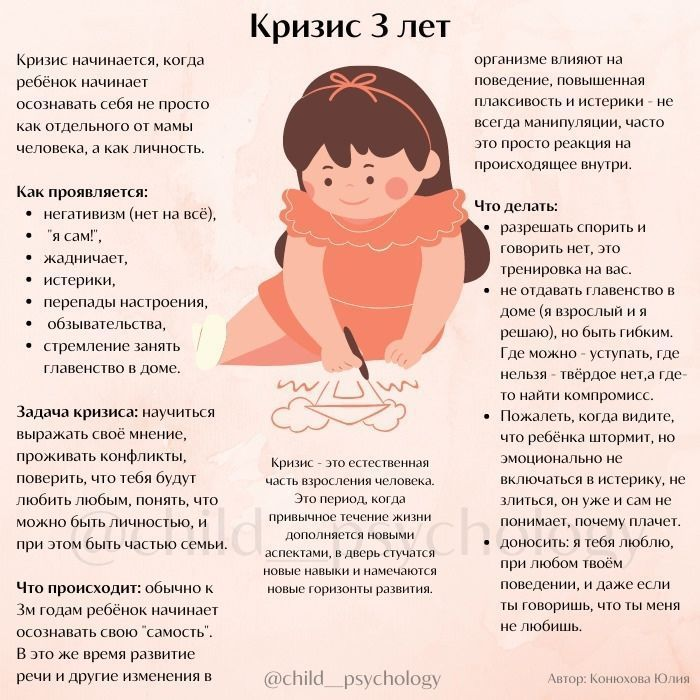 Кризис 3 лет
Кризис начинается, когда
ребёнок начинает
осознавать себя не просто
как отдельного от мамы
человека, а как личность.
Как проявляется:
• негативизм (нет на всё),
• "я сам!",
• жадничает,
• истерики,
• перепады настроения,
• обзывательства,
• стремление занять
главенство в доме.
Задача кризиса: научиться
выражать своё мнение,
проживать конфликты,
поверить, что тебя будут
любить любым, понять, что
можно быть личностью, и
при этом быть частью семьи.
Что происходит: обычно к
3м годам ребёнок начинает
осознавать свою "самость".
В это же время развитие
речи и другие изменения в
Кризис - это естественная
часть взросления человека.
Это период, когда
привычное течение жизни
дополняется новыми
аспектами, в дверь стучатся
новые навыки и намечаются
новые горизонты развития.
организме влияют на
поведение, повышенная
плаксивость и истерики - не
всегда манипуляции, часто
это просто реакция на
происходящее внутри.
Что делать:
• разрешать спорить и
говорить нет, это
тренировка на вас.
• не отдавать главенство в
доме (я взрослый и я
решаю), но быть гибким.
Где можно - уступать, где
нельзя - твёрдое нет,а где-
то найти компромисс.
• Пожалеть, когда видите,
что ребёнка штормит, но
эмоционально не
включаться в истерику, не
злиться, он уже и сам не
понимает, почему плачет.
• доносить: я тебя люблю,
при любом твоём
поведении, и даже если
ты говоришь, что ты меня
не любишь.
@child__psychology
@child__psychology
Автор: Конюхова Юлия